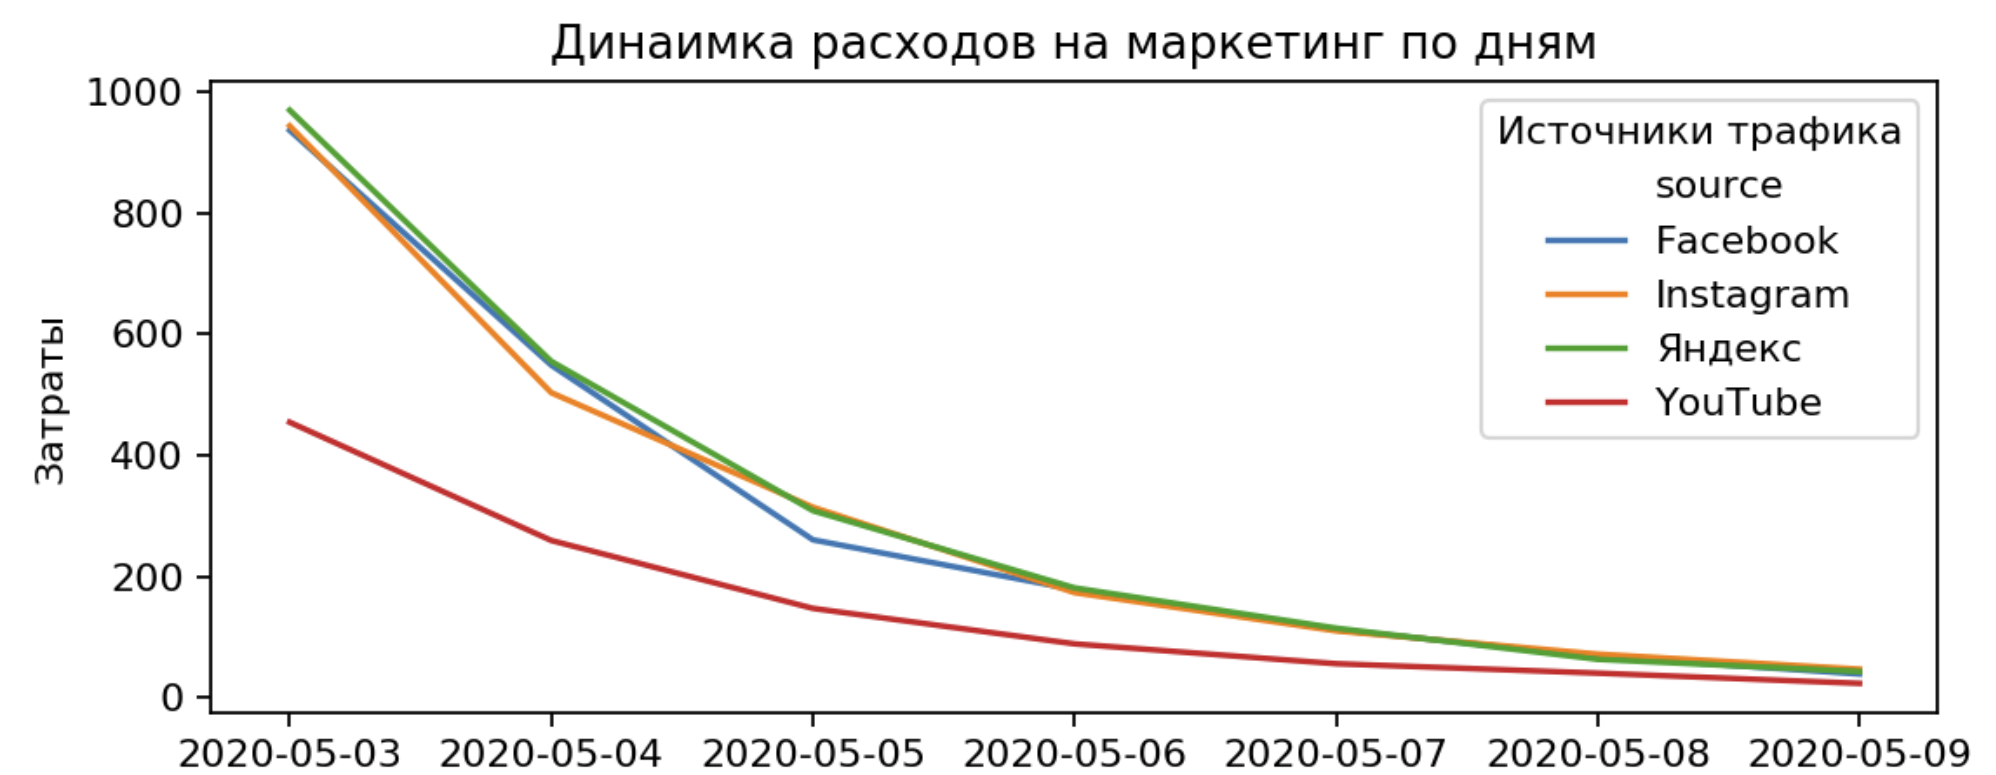 Динаимка расходов на маркетинг по дням
1000
800
600
400
200
0
Затраты
Источники трафика
source
Facebook
Instagram
Яндекс
YouTube
2020-05-03 2020-05-04 2020-05-05 2020-05-06 2020-05-07 2020-05-08 2020-05-09